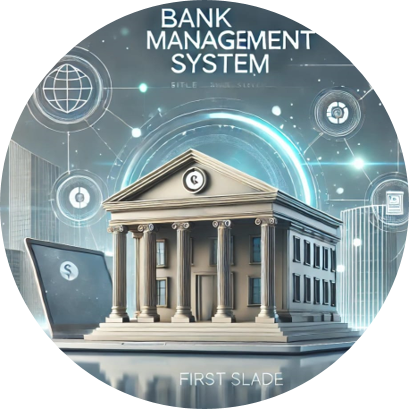 BANK
MANAGEMENT
SYSTEM
$
FIRST SLADE